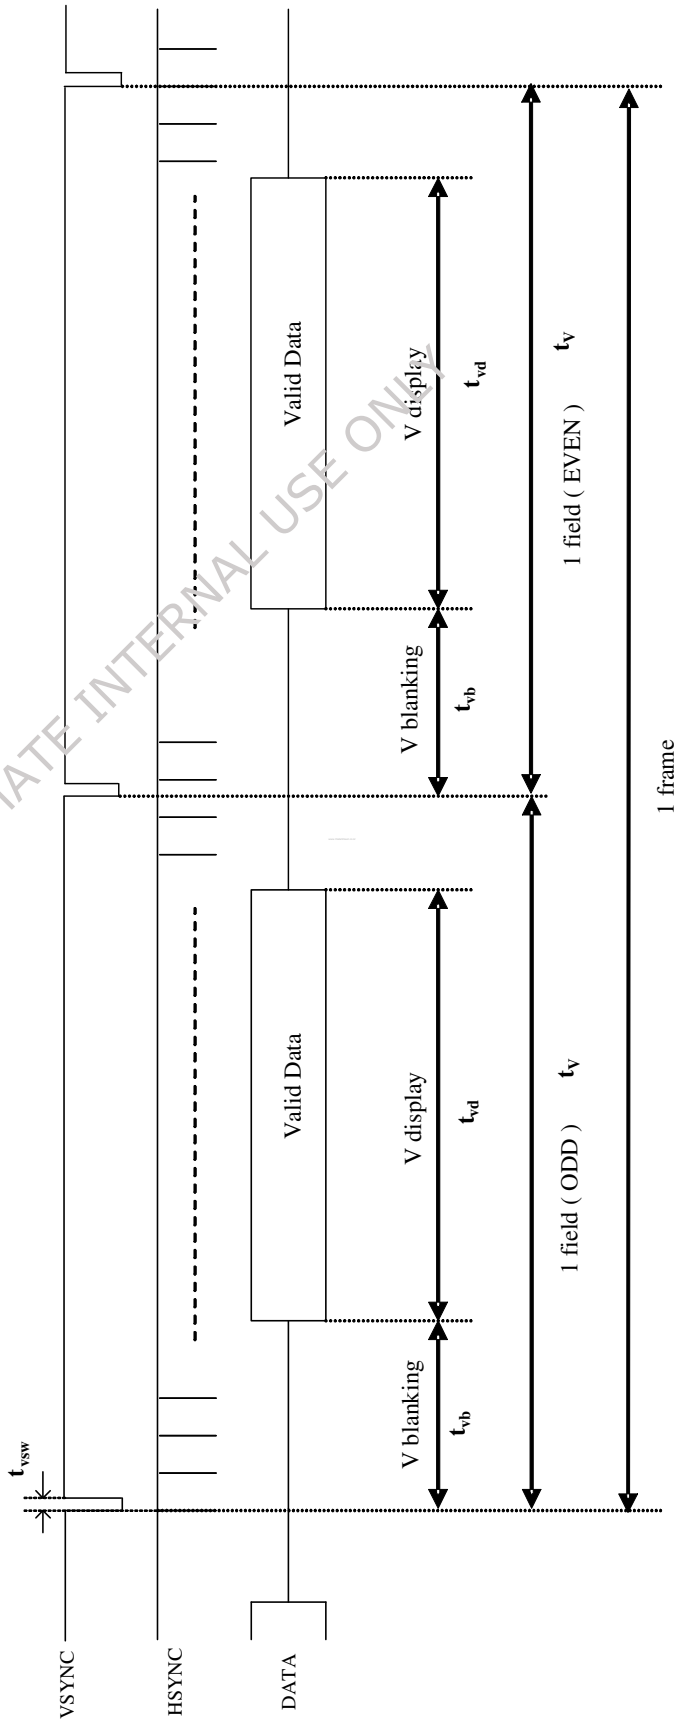 VSYNC
t_vsw
HSYNC
DATA
Valid Data
Valid Data
V blanking
V display
V blanking
V display
t_vb
t_vd
t_vb
t_vd
1 field ( ODD )
t_V
1 field ( EVEN )
t_V
1 frame
INTERNAL USE ONLY